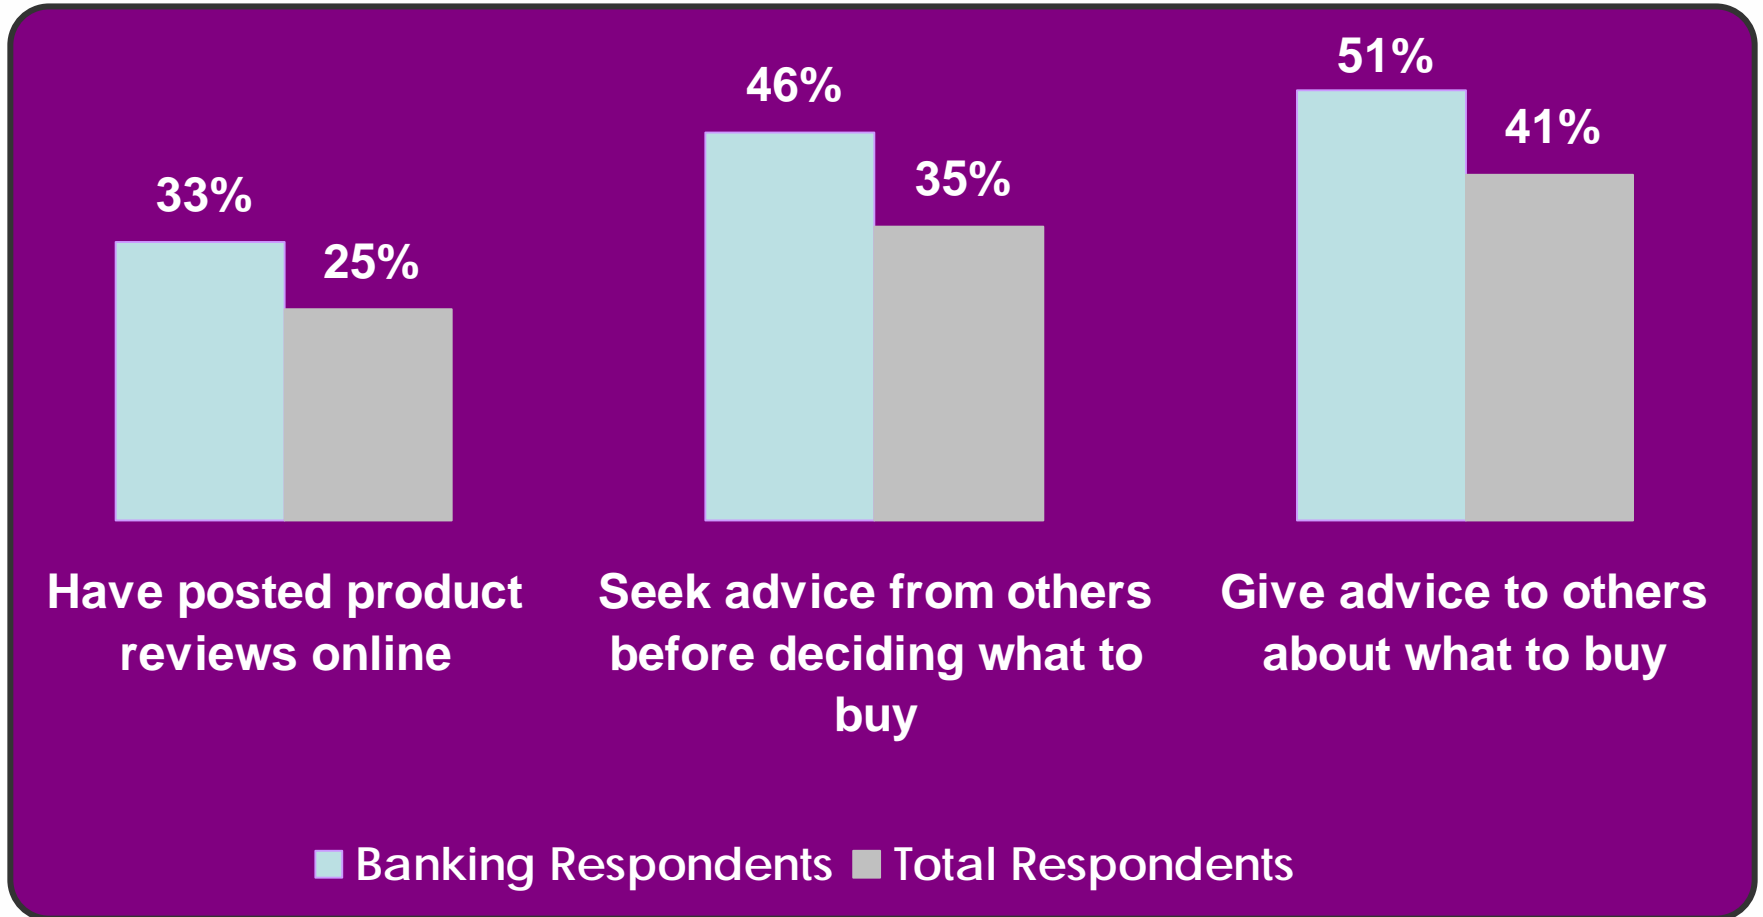 33%
25%
46%
35%
51%
41%
Have posted product
reviews online
Seek advice from others
before deciding what to
buy
Give advice to others
about what to buy
Banking Respondents
Total Respondents